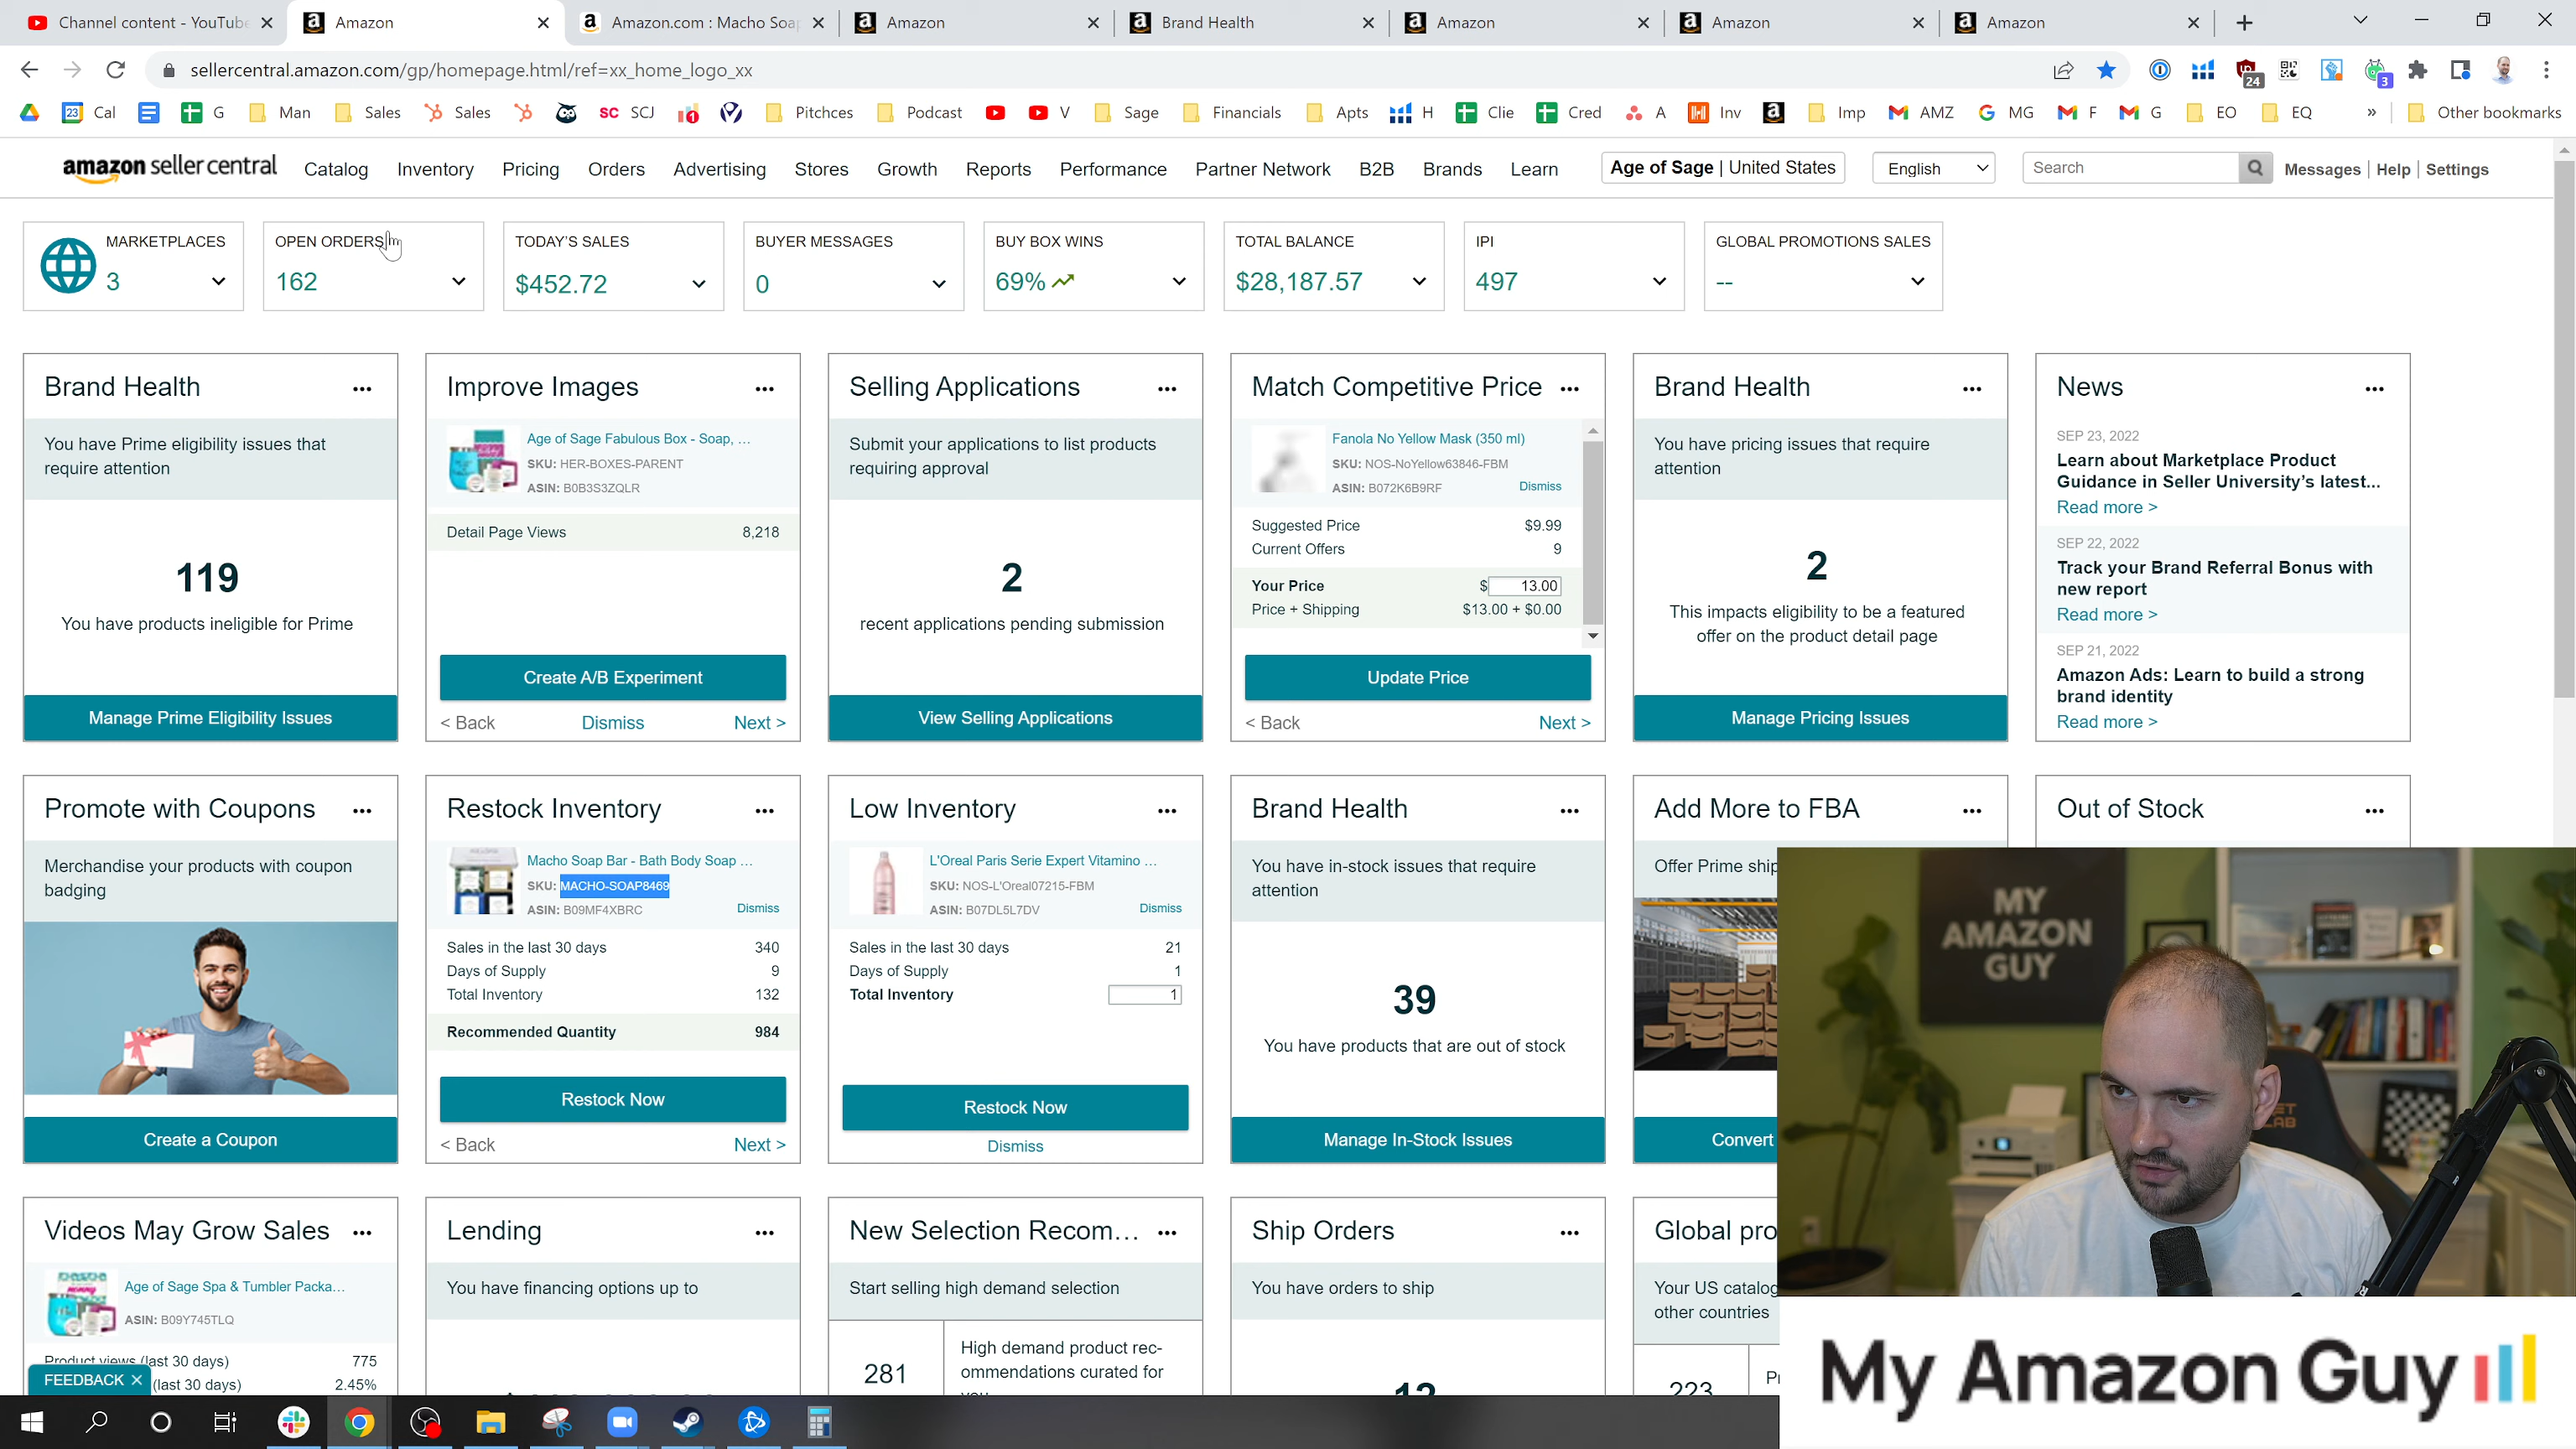 Channel content - YouTube
Amazon
Amazon.com : Macho Soap
Amazon
Brand Health
Amazon
Amazon
Amazon
sellercentral.amazon.com/gp/homepage.html/ref=xx_home_logo_xx
24
3
23 Cal
G
Man
Sales
Sales
SC SCJ
1
Pitchces
Podcast
V
Sage
Financials
Apts
H
Clie
Cred
A
Inv
Imp
AMZ
MG
F
G
EO
EQ
»
Other bookmarks
amazon seller central
Catalog
Inventory
Pricing
Orders
Advertising
Stores
Growth
Reports
Performance
Partner Network
B2B
Brands
Learn
Age of Sage | United States
English
Search
Messages | Help | Settings
MARKETPLACES
3
OPEN ORDERS
162
TODAY'S SALES
$452.72
BUYER MESSAGES
0
BUY BOX WINS
69%
TOTAL BALANCE
$28,187.57
IPI
497
GLOBAL PROMOTIONS SALES
--
Brand Health
You have Prime eligibility issues that
require attention
119
You have products ineligible for Prime
Manage Prime Eligibility Issues
Improve Images
Age of Sage Fabulous Box - Soap, ...
SKU: HER-BOXES-PARENT
ASIN: B0B3S3ZQLR
Detail Page Views 8,218
Create A/B Experiment
< Back Dismiss Next >
Selling Applications
Submit your applications to list products
requiring approval
2
recent applications pending submission
View Selling Applications
Match Competitive Price
Fanola No Yellow Mask (350 ml)
SKU: NOS-NoYellow63846-FBM
ASIN: B072K6B9RF Dismiss
Suggested Price $9.99
Current Offers 9
Your Price $ 13.00
Price + Shipping $13.00 + $0.00
Update Price
< Back Next >
Brand Health
You have pricing issues that require
attention
2
This impacts eligibility to be a featured
offer on the product detail page
Manage Pricing Issues
News
SEP 23, 2022
Learn about Marketplace Product
Guidance in Seller University's latest...
Read more >
SEP 22, 2022
Track your Brand Referral Bonus with
new report
Read more >
SEP 21, 2022
Amazon Ads: Learn to build a strong
brand identity
Read more >
Promote with Coupons
Merchandise your products with coupon
badging
Create a Coupon
Restock Inventory
Macho Soap Bar - Bath Body Soap ...
SKU: MACHO-SOAP8469
ASIN: B09MF4XBRC Dismiss
Sales in the last 30 days 340
Days of Supply 9
Total Inventory 132
Recommended Quantity 984
Restock Now
< Back Next >
Low Inventory
L'Oreal Paris Serie Expert Vitamino ...
SKU: NOS-L'Oreal07215-FBM
ASIN: B07DL5L7DV Dismiss
Sales in the last 30 days 21
Days of Supply 1
Total Inventory 1
Restock Now
Dismiss
Brand Health
You have in-stock issues that require
attention
39
You have products that are out of stock
Manage In-Stock Issues
Add More to FBA
Offer Prime ship
Convert
Out of Stock
MY
AMAZON
GUY
Videos May Grow Sales
Age of Sage Spa & Tumbler Packa...
ASIN: B09Y745TLQ
Product views (last 30 days) 775
(last 30 days) 2.45%
FEEDBACK
Lending
You have financing options up to
New Selection Recom...
Start selling high demand selection
281
High demand product rec-
ommendations curated for
you
Ship Orders
You have orders to ship
12
Global pro
Your US catalog
other countries
223
My Amazon Guy